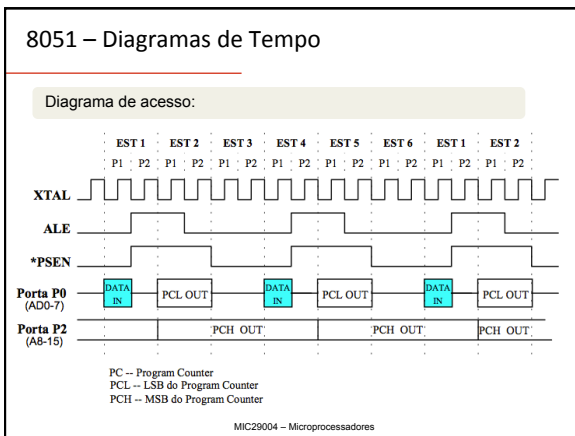 8051 – Diagramas de Tempo
Diagrama de acesso:
EST 1 EST 2 EST 3 EST 4 EST 5 EST 6 EST 1 EST 2
P1 P2 P1 P2 P1 P2 P1 P2 P1 P2 P1 P2 P1 P2 P1 P2
XTAL
ALE
*PSEN
Porta P0
(AD0-7)
DATA
IN
PCL OUT
DATA
IN
PCL OUT
DATA
IN
PCL OUT
Porta P2
(A8-15)
PCH OUT
PCH OUT
PCH OUT
PC -- Program Counter
PCL -- LSB do Program Counter
PCH -- MSB do Program Counter
MIC29004 – Microprocessadores